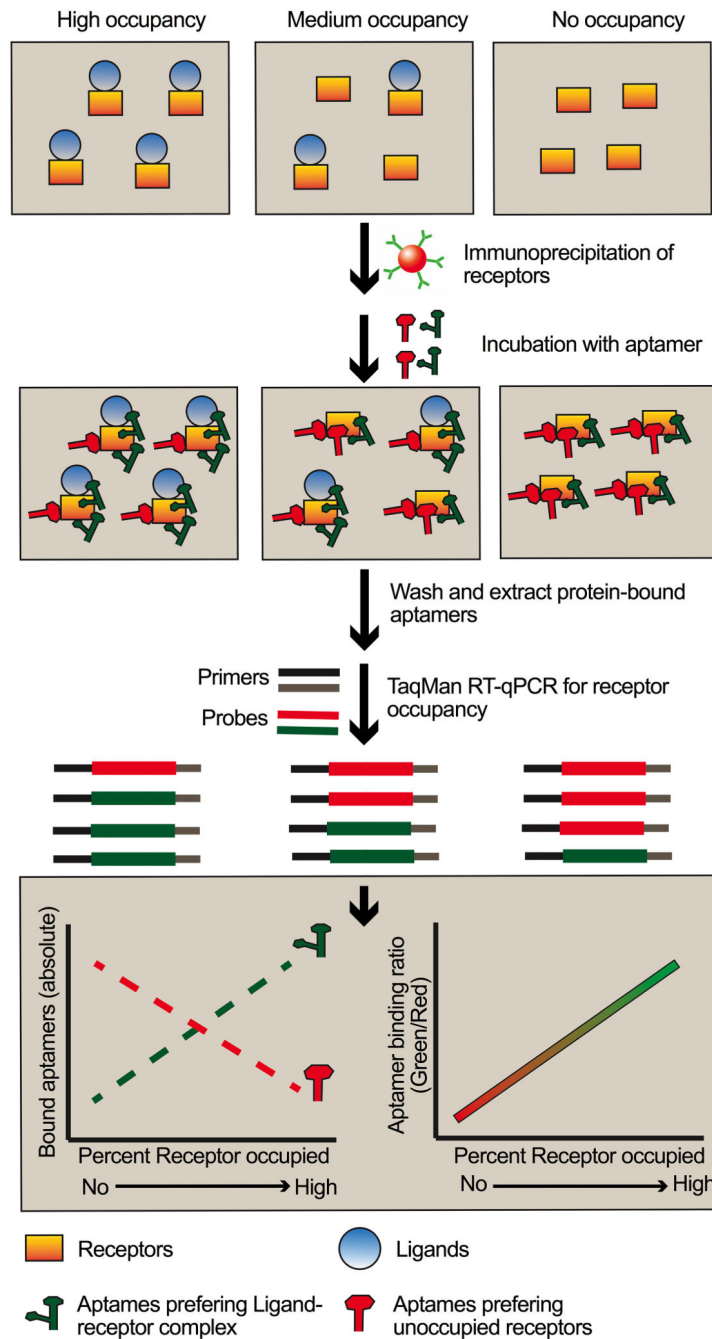 High occupancy
Medium occupancy
No occupancy
Immunoprecipitation of
receptors
Incubation with aptamer
Wash and extract protein-bound
aptamers
Primers
Probes
TaqMan RT-qPCR for receptor
occupancy
Bound aptamers (absolute)
Percent Receptor occupied
No
High
Aptamer binding ratio
(Green/Red)
Percent Receptor occupied
No
High
Receptors
Ligands
Aptames prefering Ligand-
receptor complex
Aptames prefering
unoccupied receptors